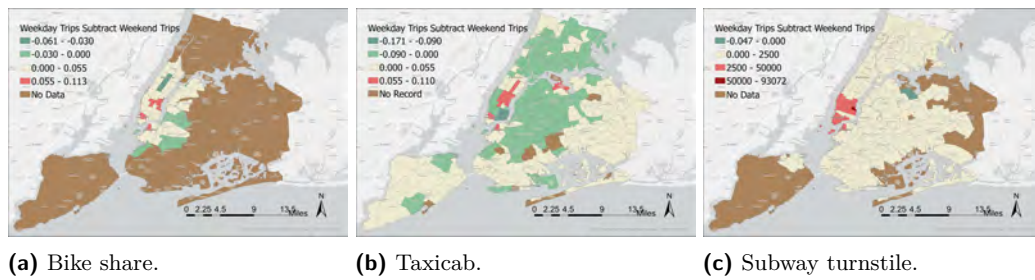 Weekday Trips Subtract Weekend Trips
-0.061 - -0.030
-0.030 - 0.000
0.000 - 0.055
0.055 - 0.113
No Data
N
0 2.25 4.5 9 13.5
Miles
Weekday Trips Subtract Weekend Trips
-0.171 - -0.090
-0.090 - 0.000
0.000 - 0.055
0.055 - 0.110
No Record
N
0 2.25 4.5 9 13.5
Miles
Weekday Trips Subtract Weekend Trips
-0.047 - 0.000
0.000 - 2500
2500 - 50000
50000 - 93072
No Data
N
0 2.25 4.5 9 13.5
Miles
(a) Bike share.
(b) Taxicab.
(c) Subway turnstile.